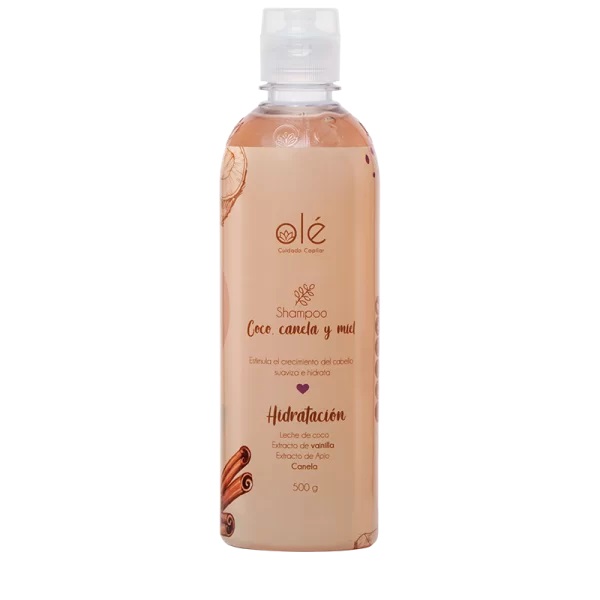 olé
Cuidado Capilar
Shampoo
Coco, canela y miel
Estimula el crecimiento del cabello
suaviza e hidrata
Hidratación
Leche de coco
Extracto de vainilla
Extracto de Apio
Canela
500 g